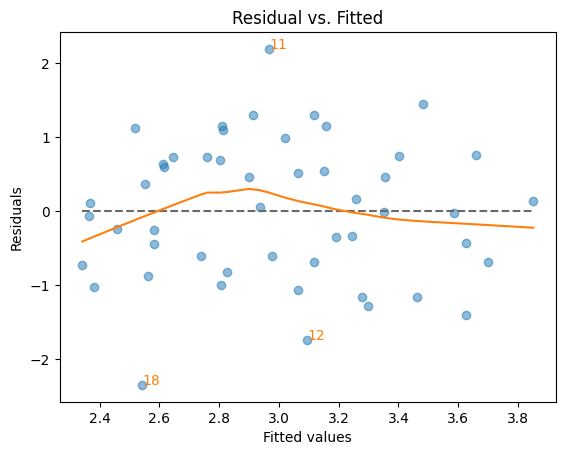 Residual vs. Fitted
11
12
18
Residuals
2
1
0
−1
−2
2.4 2.6 2.8 3.0 3.2 3.4 3.6 3.8
Fitted values